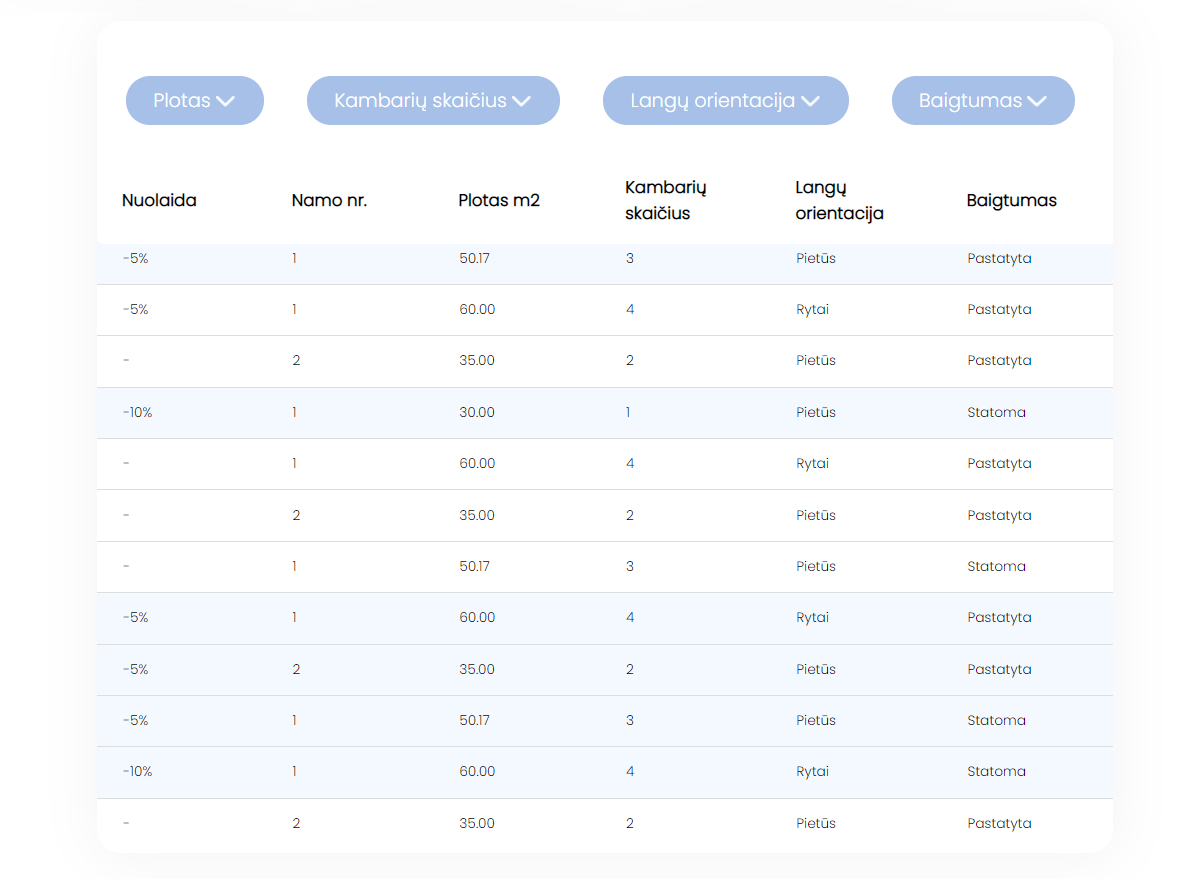 Plotas Kambarių skaičius Langų orientacija Baigtumas
Nuolaida Namo nr. Plotas m2 Kambarių skaičius Langų orientacija Baigtumas
-5% 1 50.17 3 Pietūs Pastatyta
-5% 1 60.00 4 Rytai Pastatyta
- 2 35.00 2 Pietūs Pastatyta
-10% 1 30.00 1 Pietūs Statoma
- 1 60.00 4 Rytai Pastatyta
- 2 35.00 2 Pietūs Pastatyta
- 1 50.17 3 Pietūs Statoma
-5% 1 60.00 4 Rytai Pastatyta
-5% 2 35.00 2 Pietūs Pastatyta
-5% 1 50.17 3 Pietūs Statoma
-10% 1 60.00 4 Rytai Statoma
- 2 35.00 2 Pietūs Pastatyta